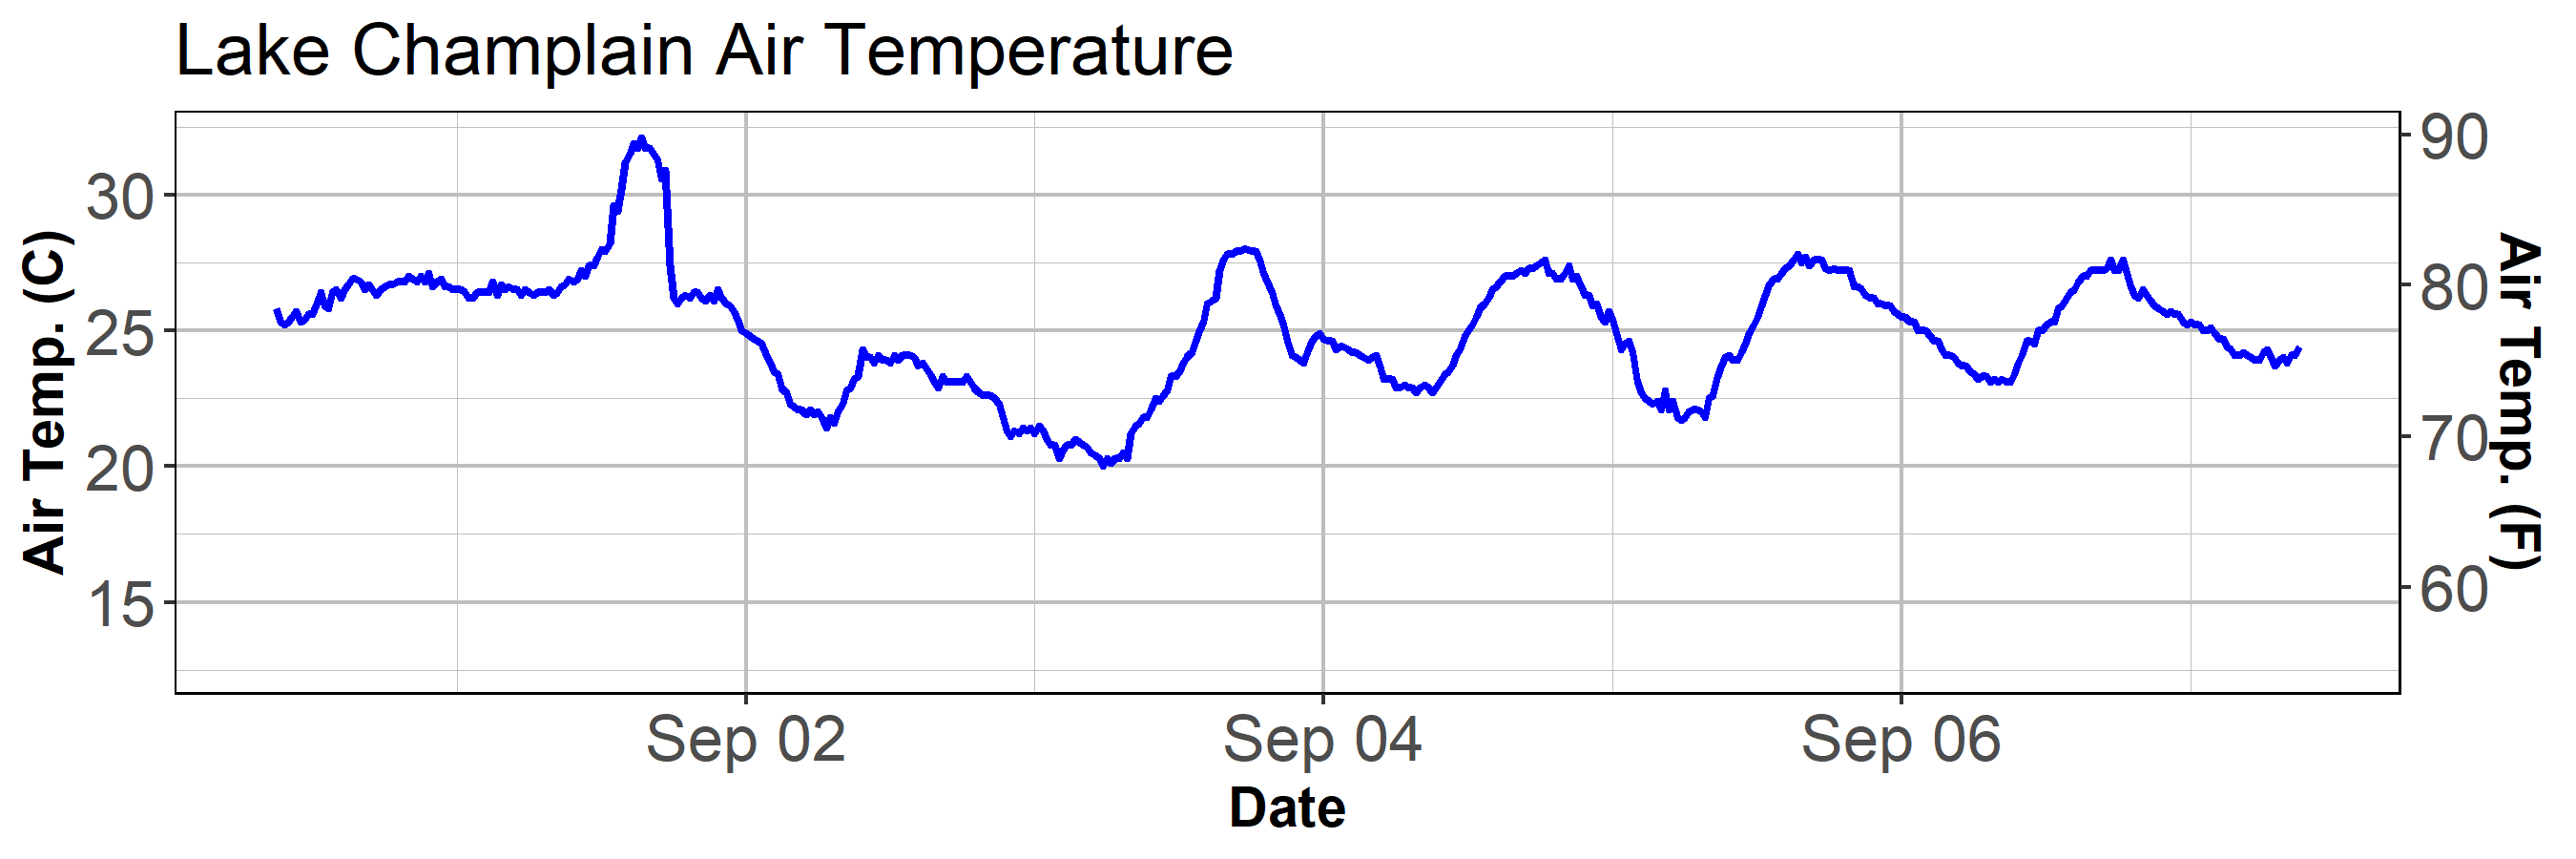 Lake Champlain Air Temperature
Air Temp. (C)
30
25
20
15
90
80
70
60
Air Temp. (F)
Sep 02 Sep 04 Sep 06
Date